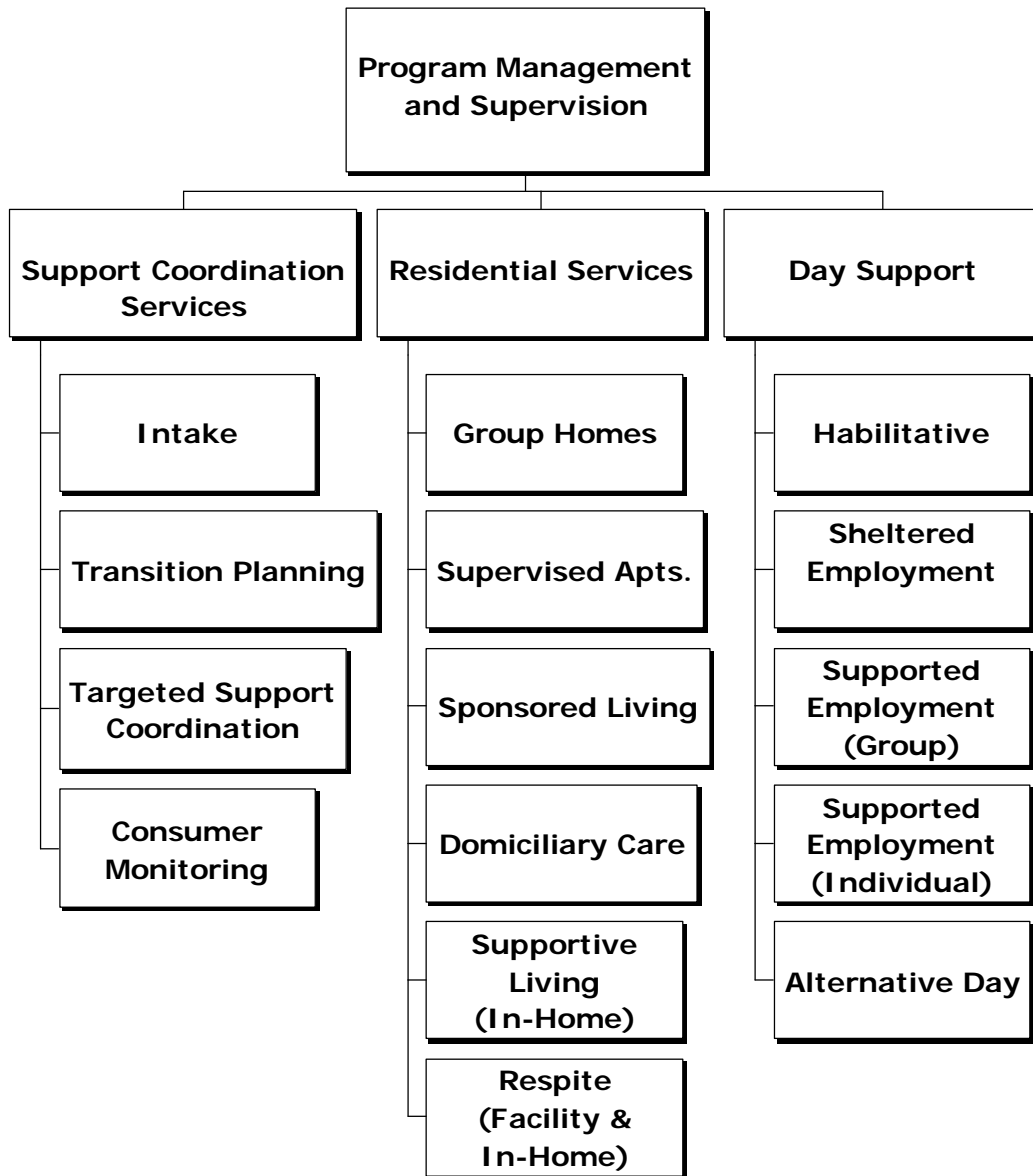 Program Management
and Supervision
Support Coordination
Services
Residential Services
Day Support
Intake
Transition Planning
Targeted Support
Coordination
Consumer
Monitoring
Group Homes
Supervised Apts.
Sponsored Living
Domiciliary Care
Supportive
Living
(In-Home)
Respite
(Facility &
In-Home)
Habilitative
Sheltered
Employment
Supported
Employment
(Group)
Supported
Employment
(Individual)
Alternative Day